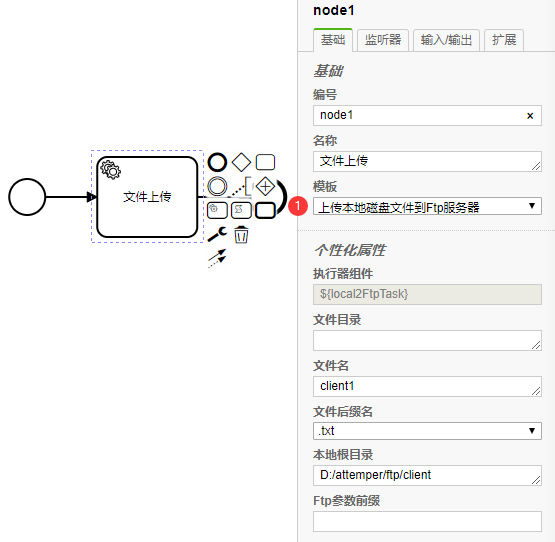 node1
基础
监听器
输入/输出
扩展
基础
编号
node1
x
名称
文件上传
文件上传
模板
1
上传本地磁盘文件到Ftp服务器
个性化属性
执行器组件
${local2FtpTask}
文件目录
文件名
client1
文件后缀名
.txt
本地根目录
D:/attemper/ftp/client
Ftp参数前缀